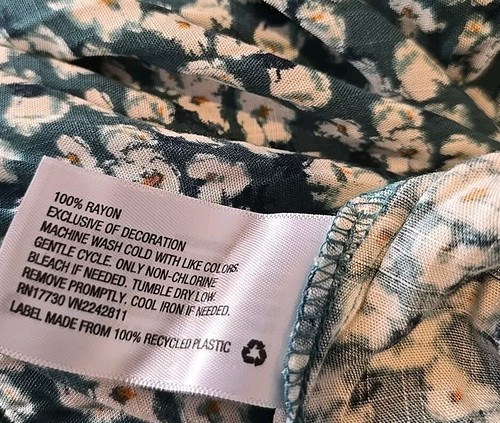 100% RAYON
EXCLUSIVE OF DECORATION
MACHINE WASH COLD WITH LIKE COLORS.
GENTLE CYCLE. ONLY NON-CHLORINE
BLEACH IF NEEDED. TUMBLE DRY LOW.
REMOVE PROMPTLY. COOL IRON IF NEEDED.
RN17730 VN2242811
LABEL MADE FROM 100% RECYCLED PLASTIC